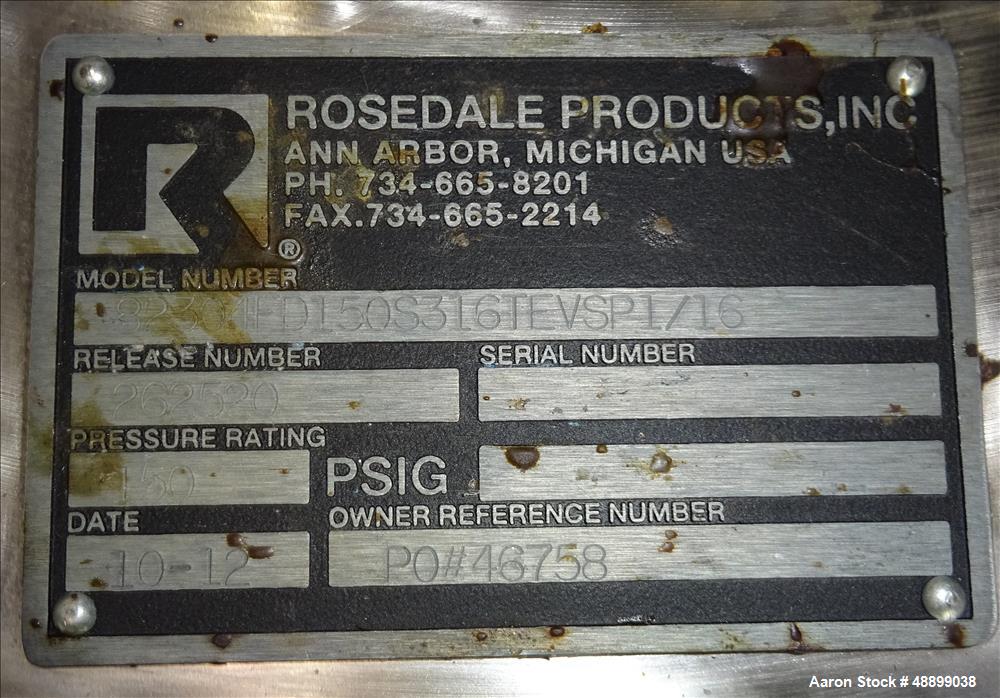 R
ROSEDALE PRODUCTS,INC
ANN ARBOR, MICHIGAN USA
PH. 734-665-8201
FAX.734-665-2214
®
MODEL NUMBER
RELEASE NUMBER
262520
SERIAL NUMBER
PRESSURE RATING
150 PSIG
DATE
10-12
OWNER REFERENCE NUMBER
PO#46758
Aaron Stock # 48899038